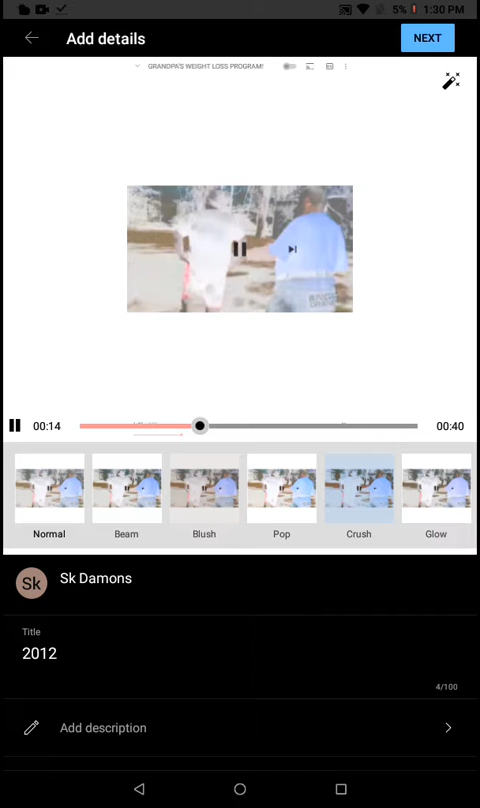 5% 1:30 PM
Add details
NEXT
GRANDPA'S WEIGHT LOSS PROGRAM!
00:14
00:40
Normal
Beam
Blush
Pop
Crush
Glow
Sk
Sk Damons
Title
2012
4/100
Add description